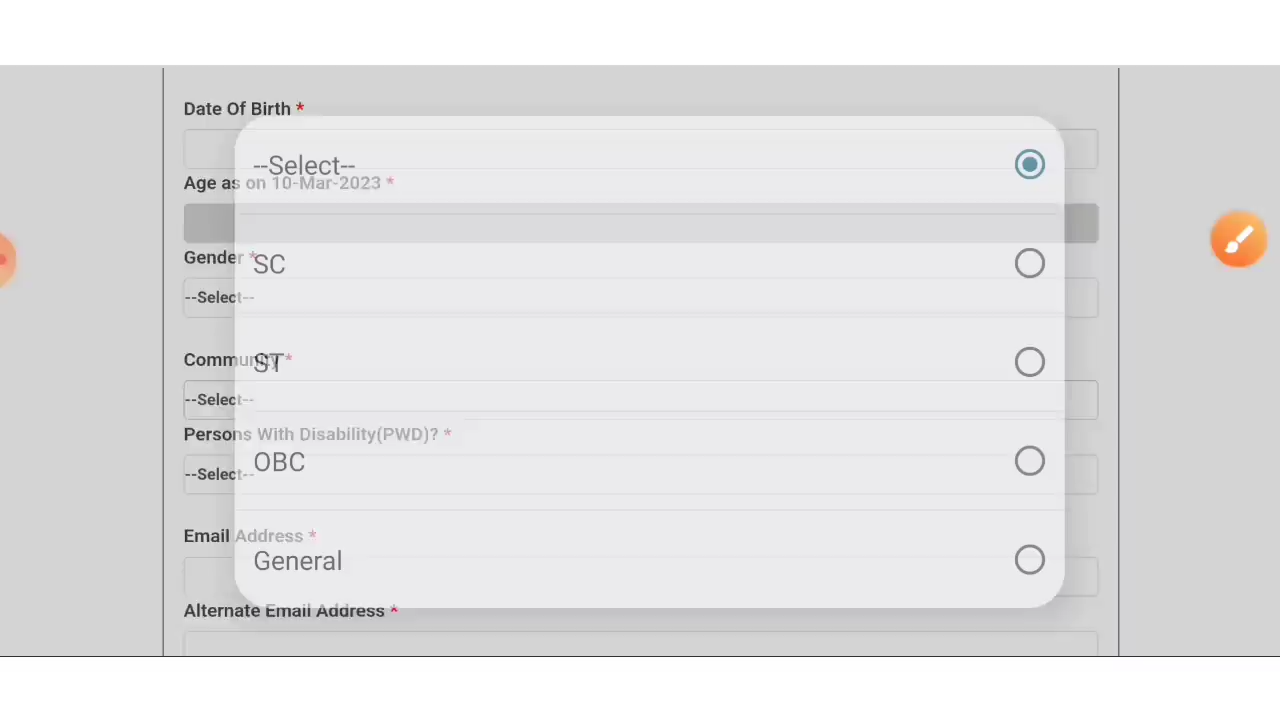 Date Of Birth *
--Select--
Age as on 10-Mar-2023 *
Gender *
SC
--Select--
Community *
ST
--Select--
Persons With Disability(PWD)? *
OBC
--Select--
Email Address *
General
Alternate Email Address *